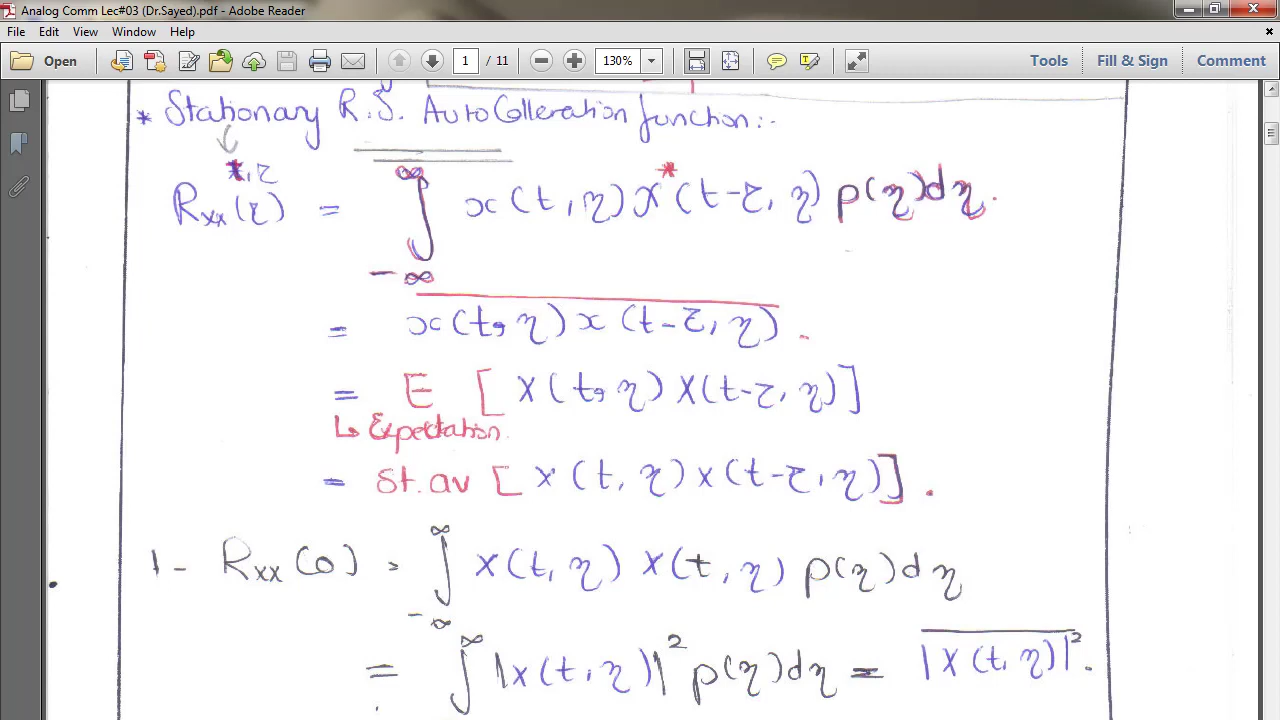 Analog Comm Lec#03 (Dr.Sayed).pdf - Adobe Reader
File Edit View Window Help
Open 1 / 11 130% Tools Fill & Sign Comment
* Stationary R.S. AutoColleration function:-
t, τ
Rxx(τ) = ∫_{-∞}^{∞} x(t, η) x*(t-τ, η) p(η)dη.
= x(t, η) x(t-τ, η) .
= E [ X(t, η) X(t-τ, η)]
↳ Expectation.
= St. av [ X(t, η) X(t-τ, η)] .
1- Rxx(0) = ∫_{-∞}^{∞} X(t, η) X(t, η) p(η)dη
= ∫^{∞} |X(t, η)|² p(η)dη = |X(t, η)|² .